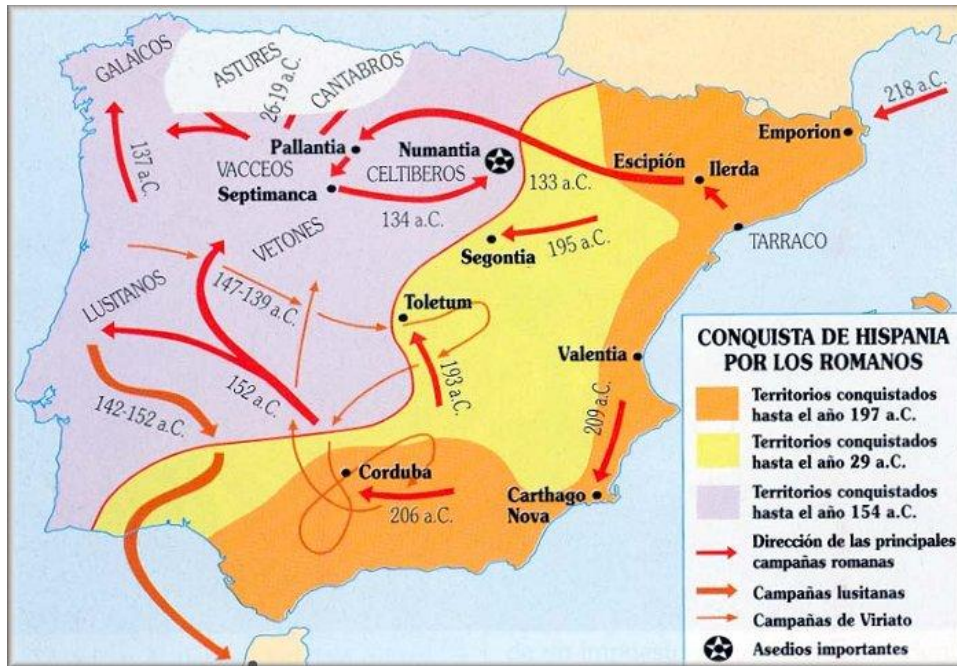 GALAICOS
ASTURES
CANTABROS
26-19 a.C.
218 a.C.
137 a.C.
Emporion
Pallantia
Numantia
Escipión
Ilerda
VACCEOS
CELTIBEROS
133 a.C.
Septimanca
134 a.C.
VETONES
195 a.C.
TARRACO
Segontia
LUSITANOS
147-139 a.C.
Toletum
Valentia
193 a.C.
152 a.C.
142-152 a.C.
209 a.C.
Corduba
206 a.C.
Carthago
Nova
CONQUISTA DE HISPANIA
POR LOS ROMANOS
Territorios conquistados
hasta el año 197 a.C.
Territorios conquistados
hasta el año 29 a.C.
Territorios conquistados
hasta el año 154 a.C.
Dirección de las principales
campañas romanas
Campañas lusitanas
Campañas de Viriato
Asedios importantes